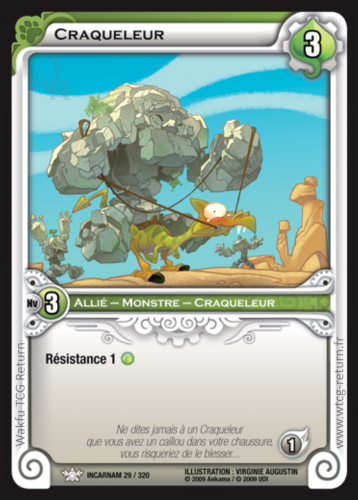 Craqueleur
3
Nv 3 Allié – Monstre – Craqueleur
Résistance 1
Ne dites jamais à un Craqueleur
que vous avez un caillou dans votre chaussure,
vous risqueriez de le blesser...
1
INCARNAM 29 / 320
ILLUSTRATION : VIRGINIE AUGUSTIN
© 2009 Ankama / © 2009 UDI
Wakfu TCG Return
www.wtcg-return.fr